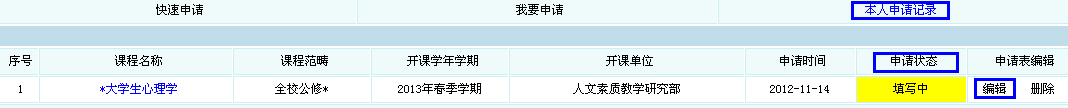 快速申请 我要申请 本人申请记录
序号 课程名称 课程范畴 开课学年学期 开课单位 申请时间 申请状态 申请表编辑
1 *大学生心理学 全校公修* 2013年春季学期 人文素质教学研究部 2012-11-14 填写中 编辑 删除